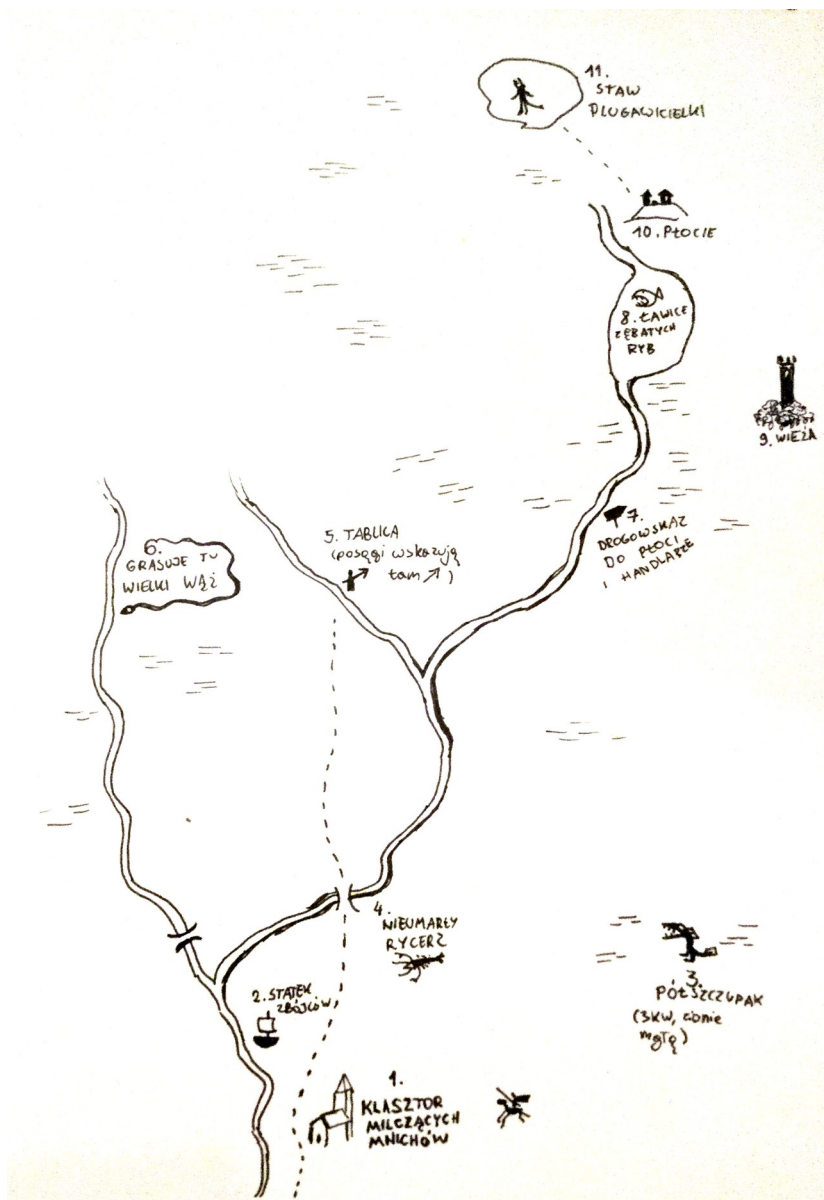 11.
STAW
PLUGAWICIELKI
10. PŁOCIE
8. ŁAWICE
ZĘBATYCH
RYB
9. WIEŻA
7.
DROGOWSKAZ
DO PŁOCI
I HANDLARZE
5. TABLICA
(posągi wskazują
tam ↗)
6.
GRASUJE TU
WIELKI WĄŻ
4.
NIEUMARŁY
RYCERZ
3.
PÓŁSZCZUPAK
(3KW, zionie
mgłą)
2. STATEK
ZBÓJCÓW
1.
KLASZTOR
MILCZĄCYCH
MNICHÓW